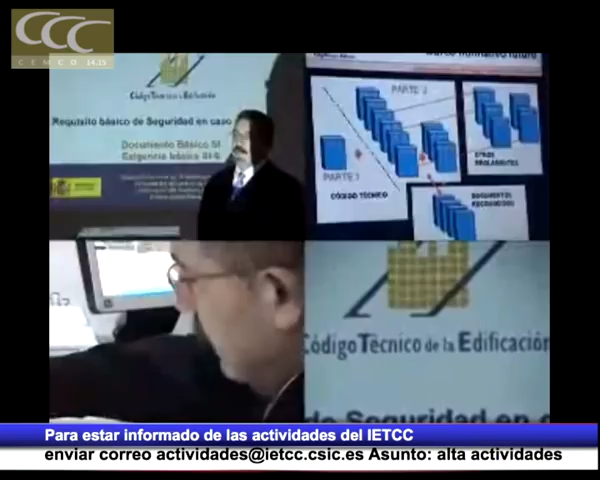 CCC
CEMCO 14.15
Código Técnico de la Edificación
Requisito básico de Seguridad en caso
Documento Básico SI
Exigencia básica SI-6
PARTE 2
PARTE 1
CÓDIGO TÉCNICO
OTROS REGLAMENTOS
DOCUMENTOS RECONOCIDOS
Código Técnico de la Edificación
de Seguridad en c
Para estar informado de las actividades del IETCC
enviar correo actividades@ietcc.csic.es Asunto: alta actividades